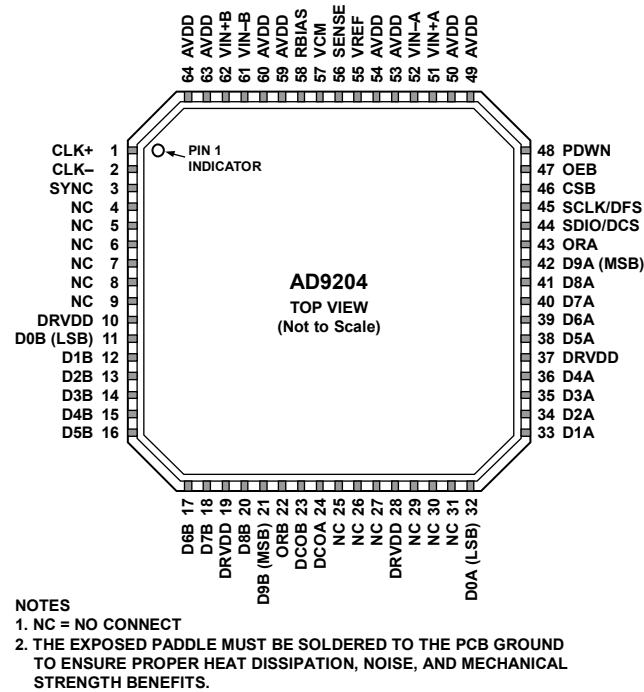 64 AVDD
63 AVDD
62 VIN+B
61 VIN–B
60 AVDD
59 AVDD
58 RBIAS
57 VCM
56 SENSE
55 VREF
54 AVDD
53 AVDD
52 VIN–A
51 VIN+A
50 AVDD
49 AVDD
CLK+ 1
CLK– 2
SYNC 3
NC 4
NC 5
NC 6
NC 7
NC 8
NC 9
DRVDD 10
D0B (LSB) 11
D1B 12
D2B 13
D3B 14
D4B 15
D5B 16
PIN 1
INDICATOR
AD9204
TOP VIEW
(Not to Scale)
48 PDWN
47 OEB
46 CSB
45 SCLK/DFS
44 SDIO/DCS
43 ORA
42 D9A (MSB)
41 D8A
40 D7A
39 D6A
38 D5A
37 DRVDD
36 D4A
35 D3A
34 D2A
33 D1A
D6B 17
D7B 18
DRVDD 19
D8B 20
D9B (MSB) 21
ORB 22
DCOB 23
DCOA 24
NC 25
NC 26
NC 27
DRVDD 28
NC 29
NC 30
NC 31
D0A (LSB) 32
NOTES
1. NC = NO CONNECT
2. THE EXPOSED PADDLE MUST BE SOLDERED TO THE PCB GROUND
TO ENSURE PROPER HEAT DISSIPATION, NOISE, AND MECHANICAL
STRENGTH BENEFITS.